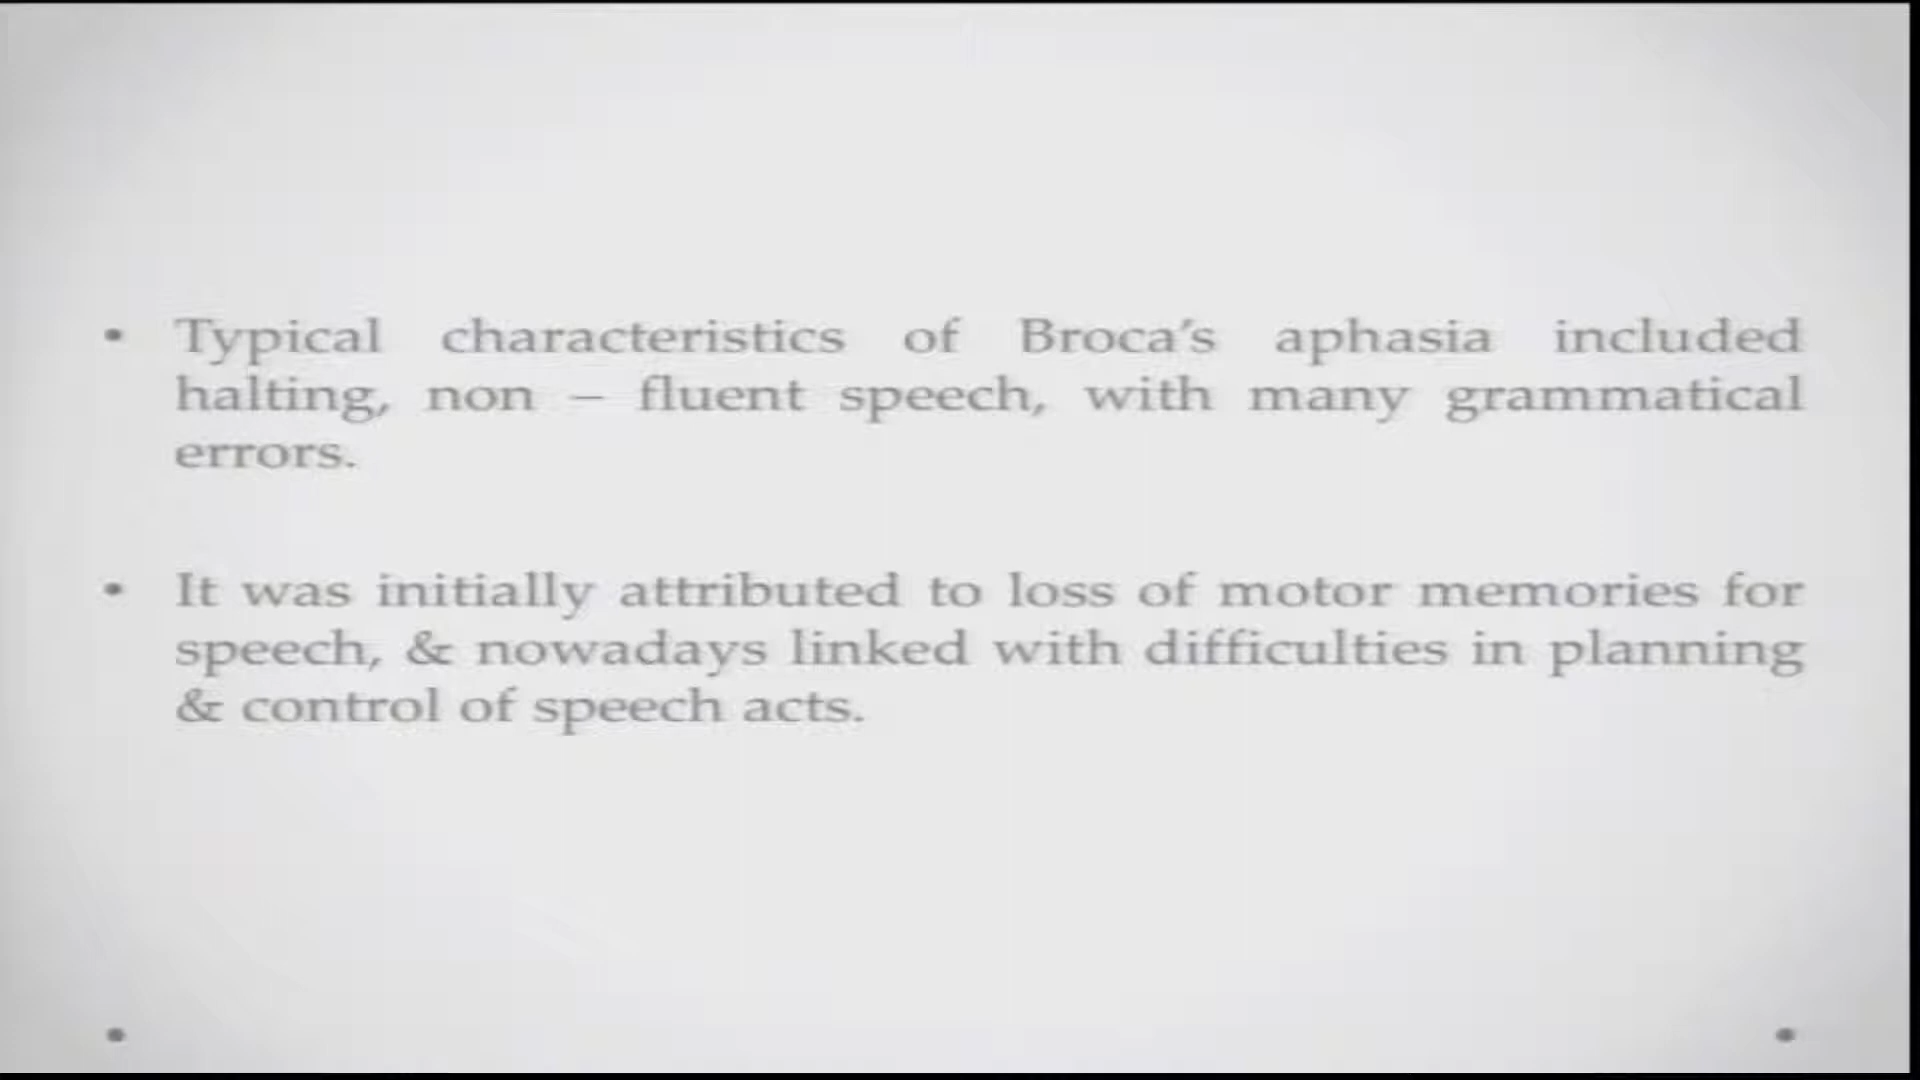 • Typical characteristics of Broca's aphasia included
halting, non – fluent speech, with many grammatical
errors.
• It was initially attributed to loss of motor memories for
speech, & nowadays linked with difficulties in planning
& control of speech acts.